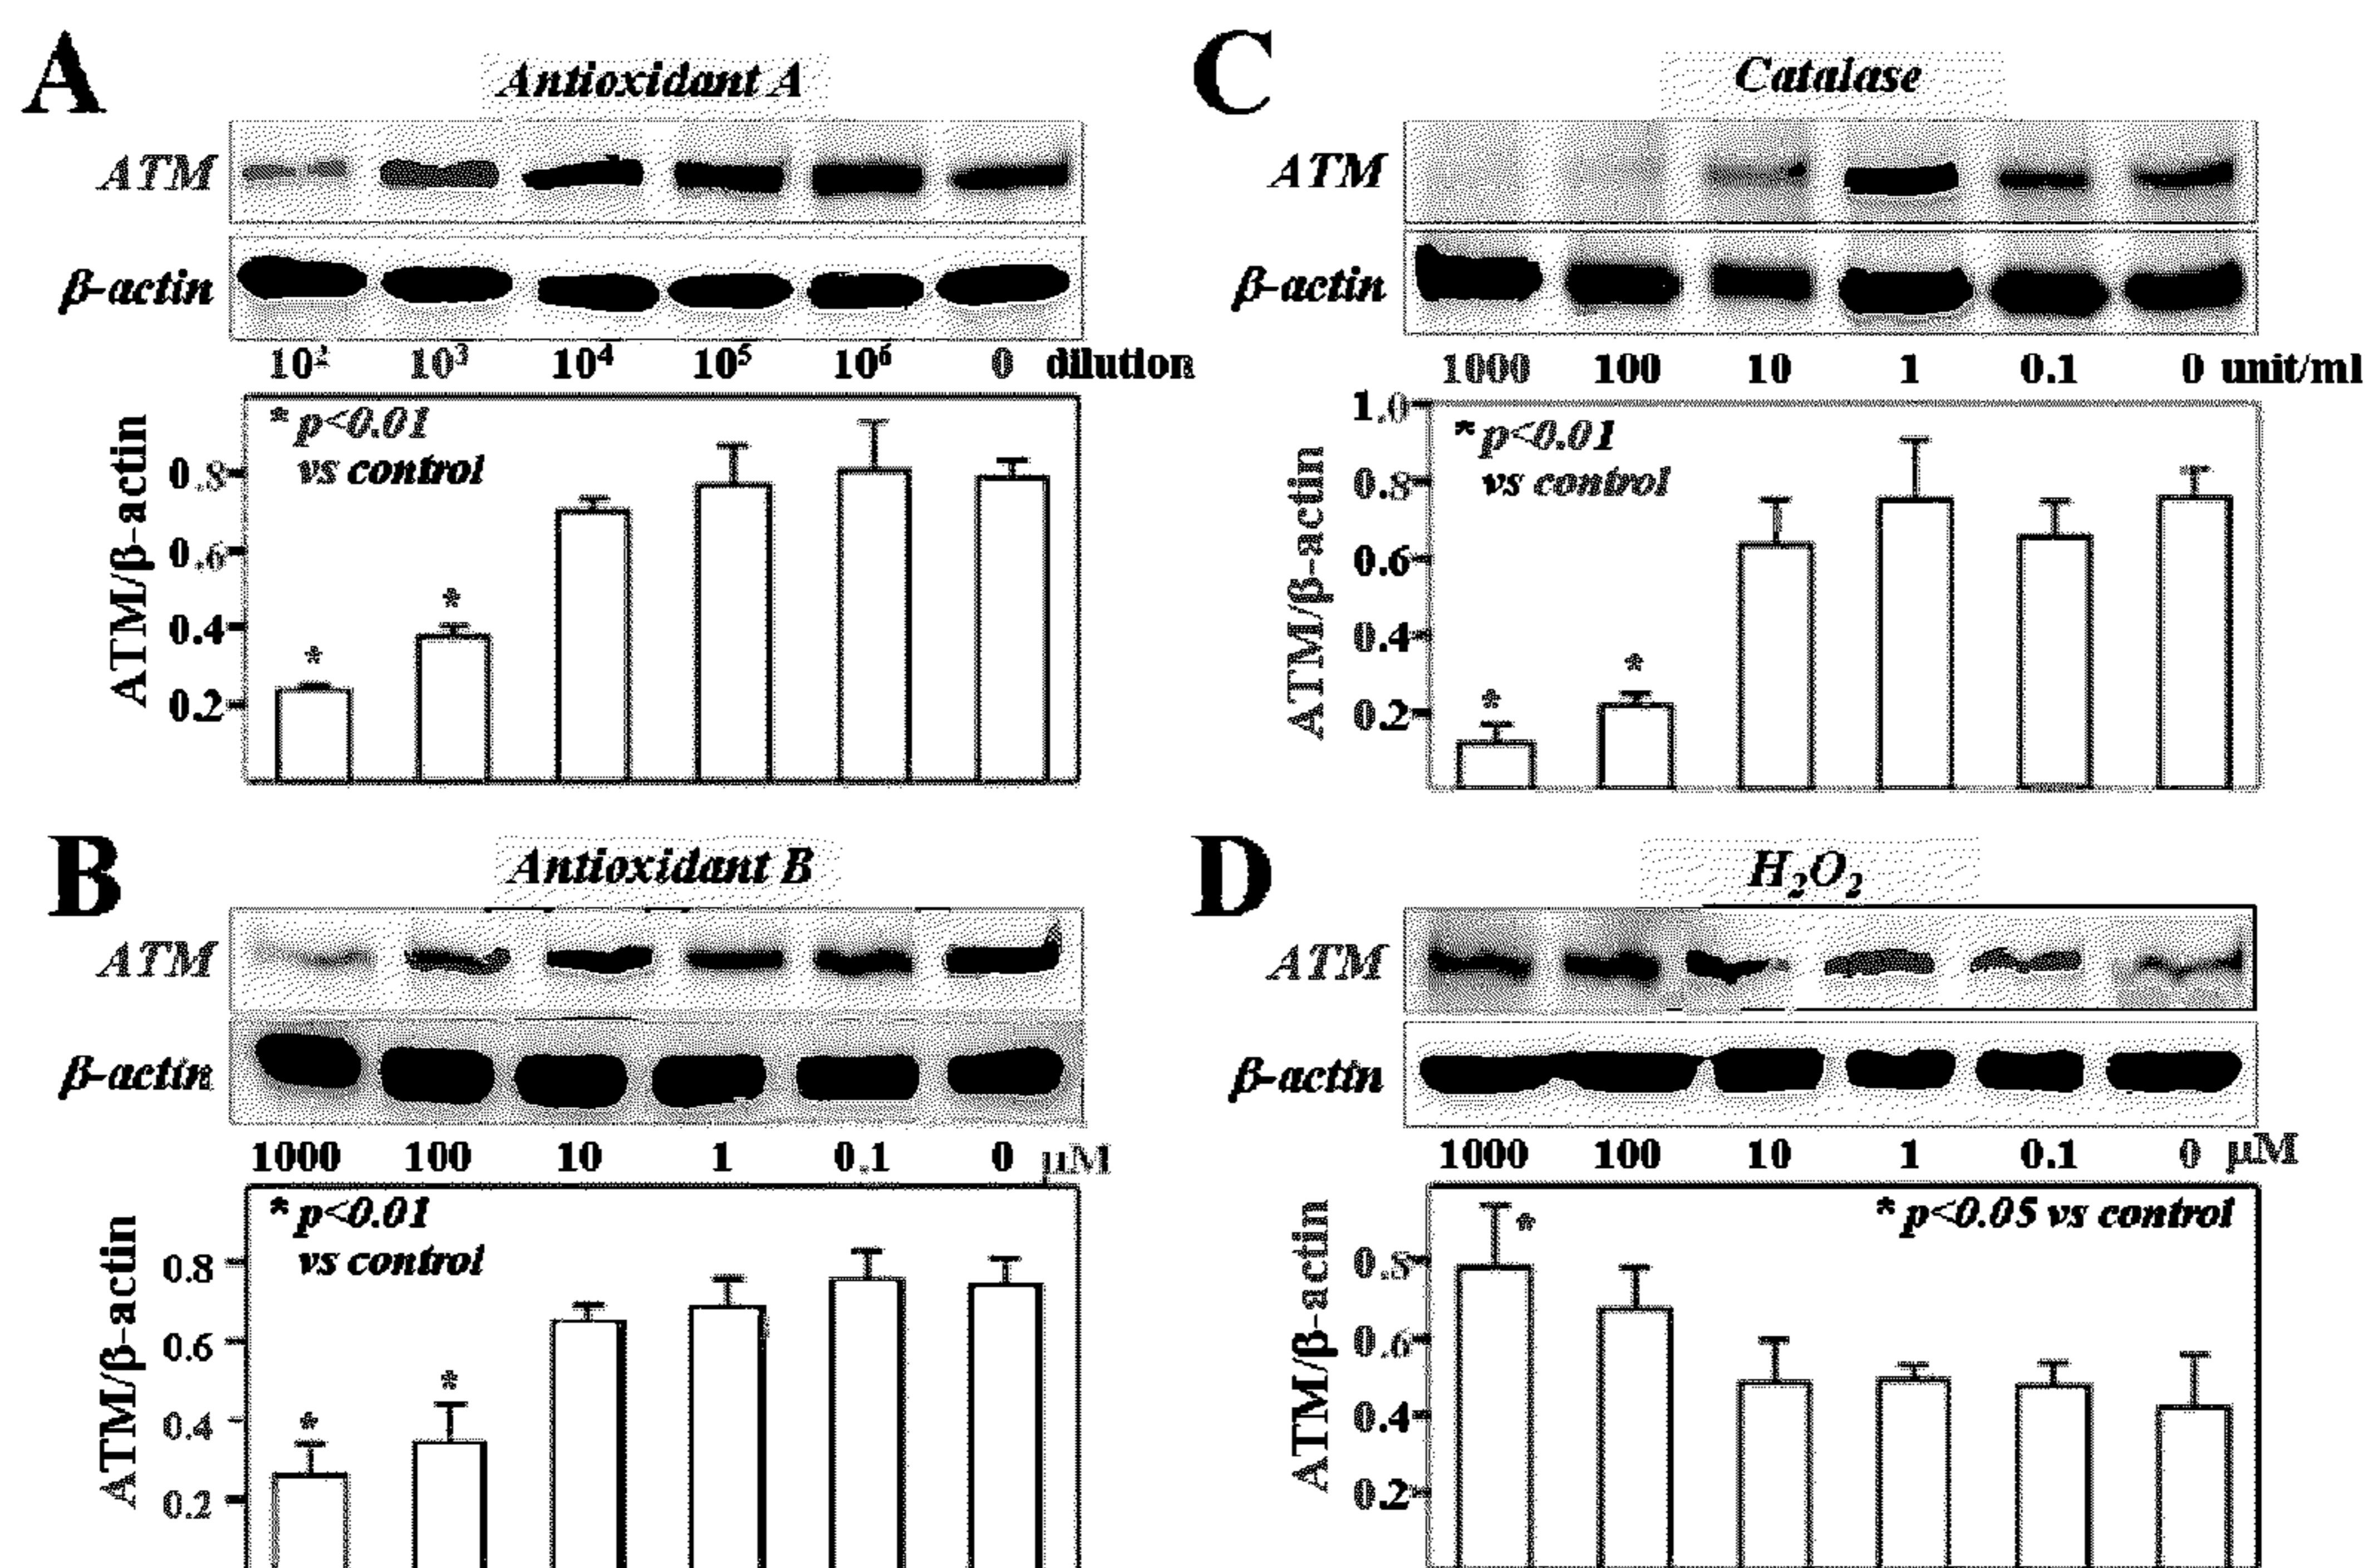 A
Antioxidant A
ATM
β-actin
10² 10³ 10⁴ 10⁵ 10⁶ 0 dilution
* p<0.01
vs control
ATM/β-actin
0.8
0.6
0.4
0.2
* *
B
Antioxidant B
ATM
β-actin
1000 100 10 1 0.1 0 μM
* p<0.01
vs control
ATM/β-actin
0.8
0.6
0.4
0.2
* *
C
Catalase
ATM
β-actin
1000 100 10 1 0.1 0 unit/ml
* p<0.01
vs control
ATM/β-actin
1.0
0.8
0.6
0.4
0.2
* *
D
H₂O₂
ATM
β-actin
1000 100 10 1 0.1 0 μM
* p<0.05 vs control
ATM/β-actin
0.8
0.6
0.4
0.2
*